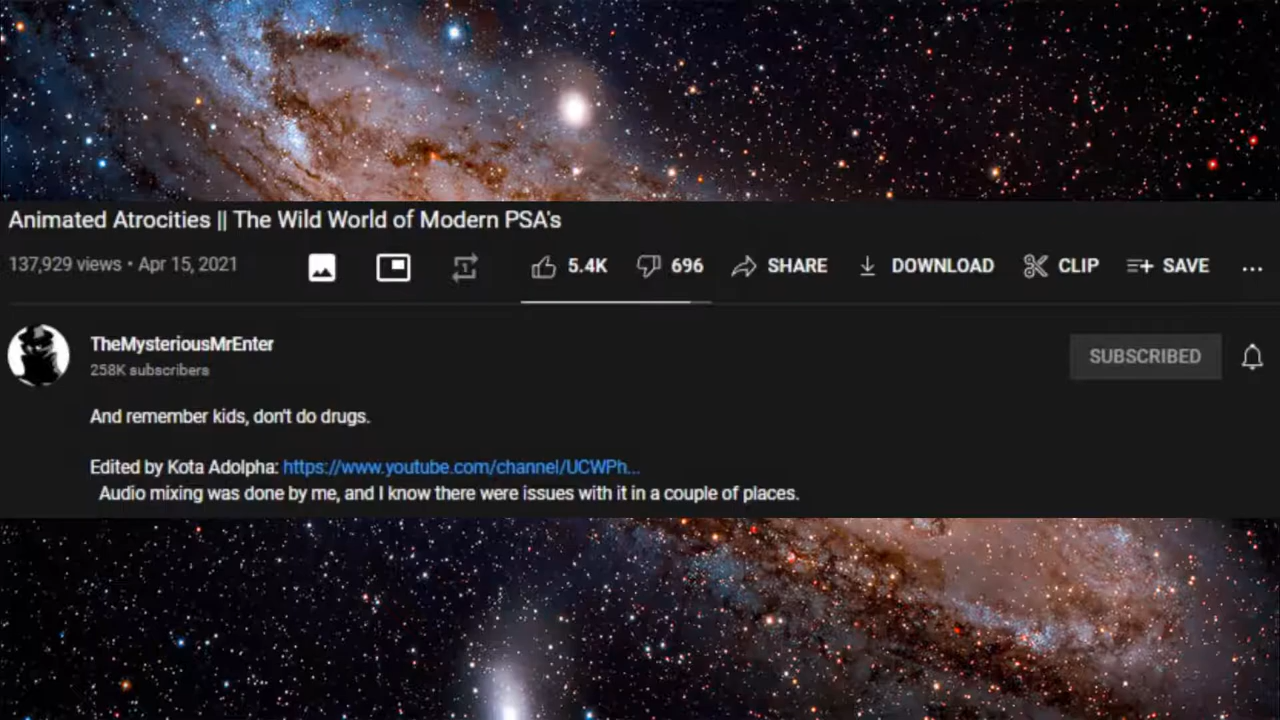 Animated Atrocities || The Wild World of Modern PSA's
137,929 views • Apr 15, 2021 5.4K 696 SHARE DOWNLOAD CLIP SAVE ...
TheMysteriousMrEnter
258K subscribers
SUBSCRIBED
And remember kids, don't do drugs.
Edited by Kota Adolpha: https://www.youtube.com/channel/UCWPh...
Audio mixing was done by me, and I know there were issues with it in a couple of places.